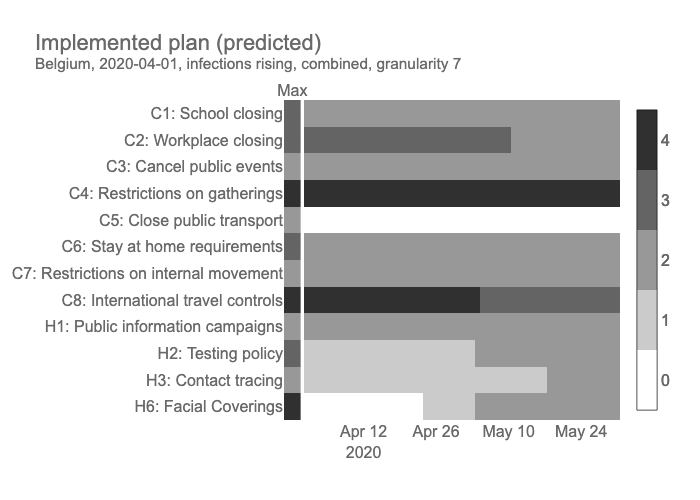 Implemented plan (predicted)
Belgium, 2020-04-01, infections rising, combined, granularity 7
Max
C1: School closing
C2: Workplace closing
C3: Cancel public events
C4: Restrictions on gatherings
C5: Close public transport
C6: Stay at home requirements
C7: Restrictions on internal movement
C8: International travel controls
H1: Public information campaigns
H2: Testing policy
H3: Contact tracing
H6: Facial Coverings
Apr 12 Apr 26 May 10 May 24
2020
4
3
2
1
0